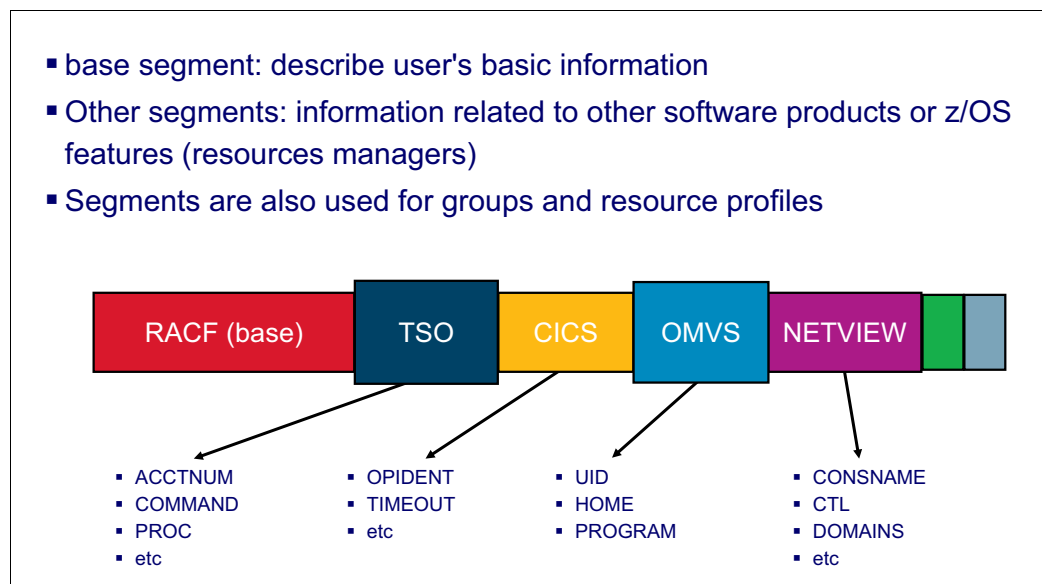 ▪ base segment: describe user's basic information
▪ Other segments: information related to other software products or z/OS
features (resources managers)
▪ Segments are also used for groups and resource profiles
RACF (base)
TSO
CICS
OMVS
NETVIEW
▪ ACCTNUM
▪ COMMAND
▪ PROC
▪ etc
▪ OPIDENT
▪ TIMEOUT
▪ etc
▪ UID
▪ HOME
▪ PROGRAM
▪ CONSNAME
▪ CTL
▪ DOMAINS
▪ etc